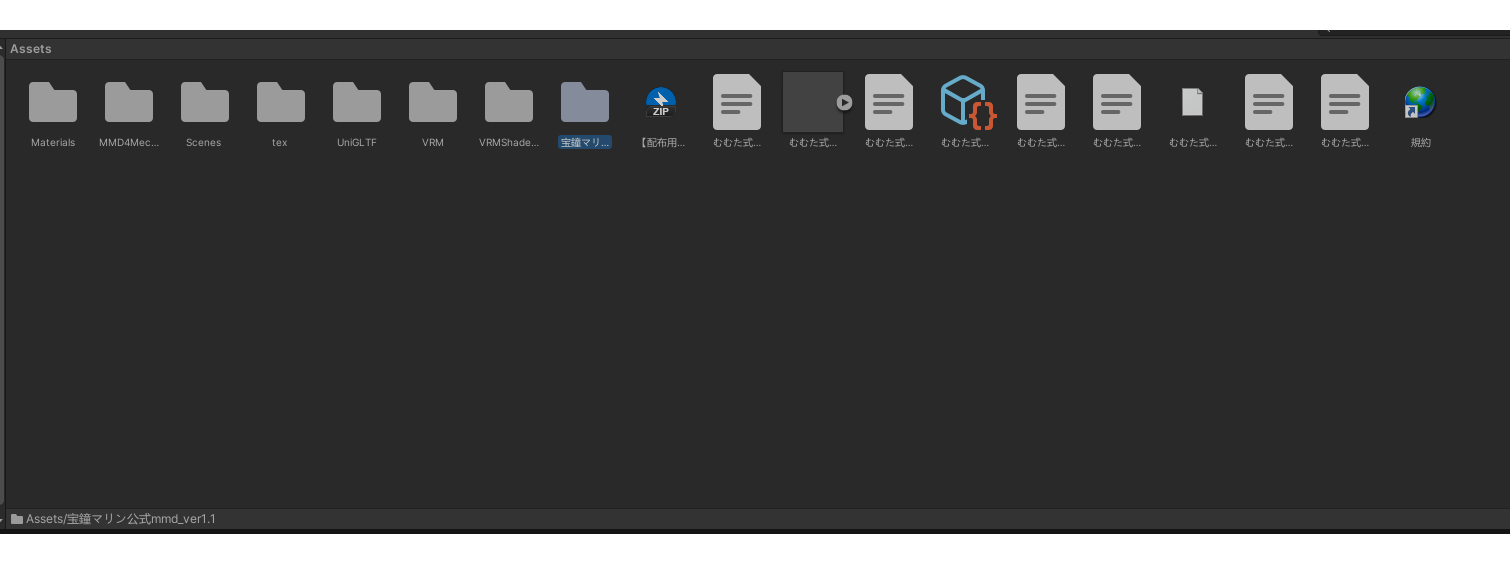 Assets
Materials
MMD4Mec...
Scenes
tex
UniGLTF
VRM
VRMShade...
宝鐘マリ...
ZIP
【配布用...
むむた式...
むむた式...
むむた式...
むむた式...
むむた式...
むむた式...
むむた式...
むむた式...
むむた式...
規約
Assets/宝鐘マリン公式mmd_ver1.1